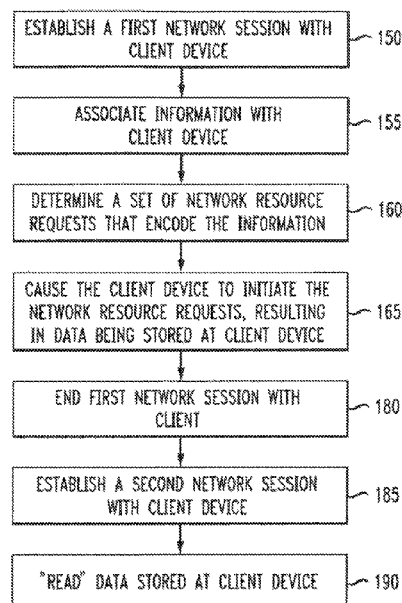 ESTABLISH A FIRST NETWORK SESSION WITH
CLIENT DEVICE
150
ASSOCIATE INFORMATION WITH
CLIENT DEVICE
155
DETERMINE A SET OF NETWORK RESOURCE
REQUESTS THAT ENCODE THE INFORMATION
160
CAUSE THE CLIENT DEVICE TO INITIATE THE
NETWORK RESOURCE REQUESTS, RESULTING
IN DATA BEING STORED AT CLIENT DEVICE
165
END FIRST NETWORK SESSION WITH
CLIENT
180
ESTABLISH A SECOND NETWORK SESSION
WITH CLIENT DEVICE
185
"READ" DATA STORED AT CLIENT DEVICE
190